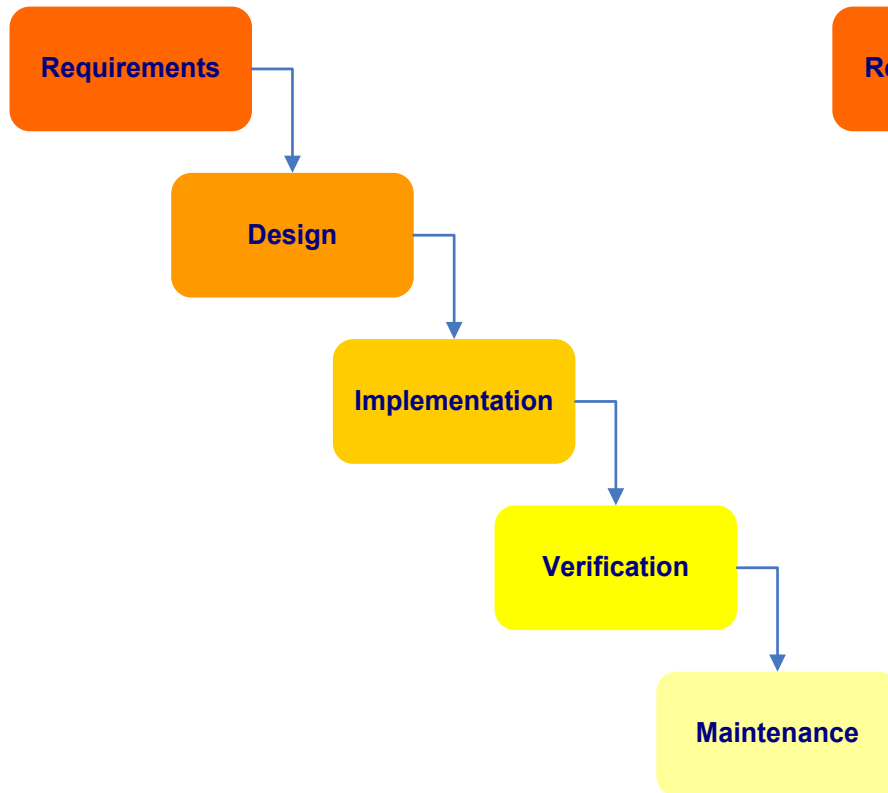 Requirements
Design
Implementation
Verification
Maintenance